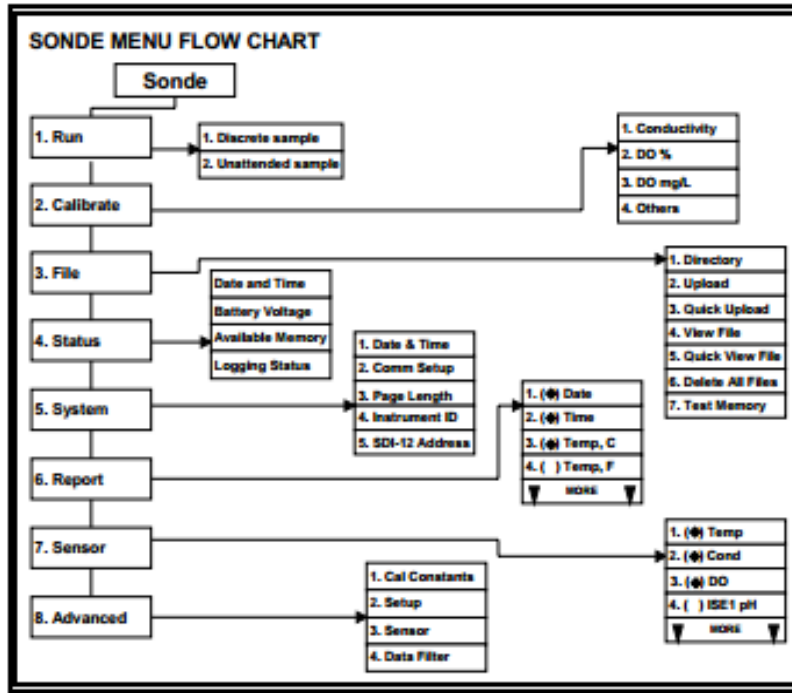 SONDE MENU FLOW CHART
Sonde
1. Run
1. Discrete sample
2. Unattended sample
2. Calibrate
1. Conductivity
2. DO %
3. DO mg/L
4. Others
3. File
1. Directory
2. Upload
3. Quick Upload
4. View File
5. Quick View File
6. Delete All Files
7. Test Memory
4. Status
Date and Time
Battery Voltage
Available Memory
Logging Status
5. System
1. Date & Time
2. Comm Setup
3. Page Length
4. Instrument ID
5. SDI-12 Address
6. Report
1. (◆) Date
2. (◆) Time
3. (◆) Temp, C
4. ( ) Temp, F
MORE
7. Sensor
1. (◆) Temp
2. (◆) Cond
3. (◆) DO
4. ( ) ISE1 pH
MORE
8. Advanced
1. Cal Constants
2. Setup
3. Sensor
4. Data Filter